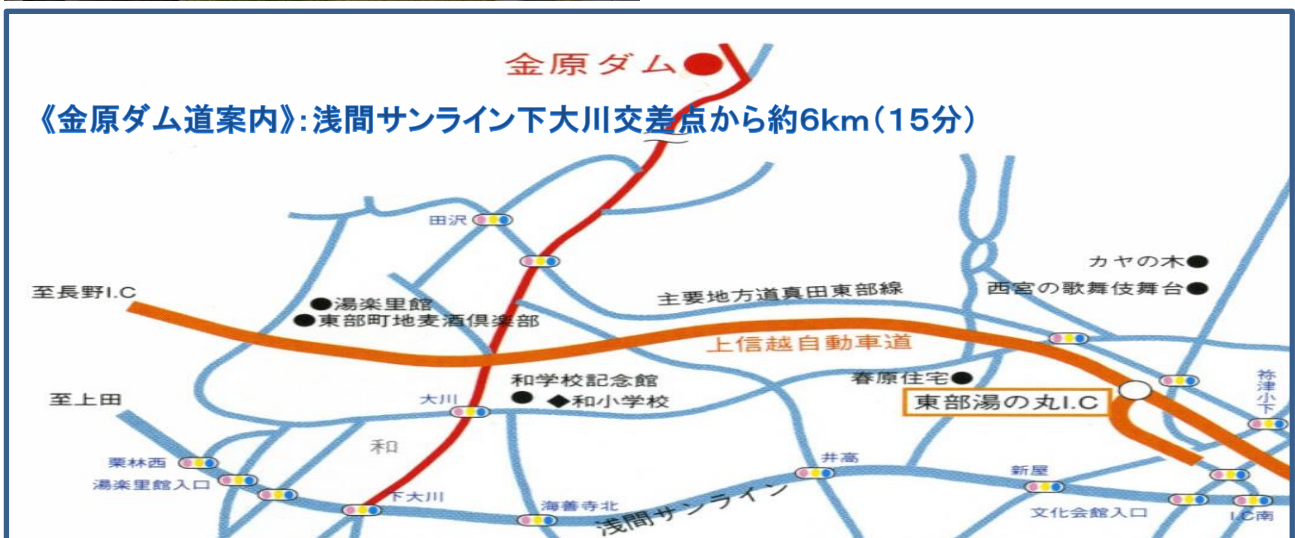 金原ダム
《金原ダム道案内》:浅間サンライン下大川交差点から約6km(15分)
田沢
カヤの木
西宮の歌舞伎舞台
至長野I.C
主要地方道真田東部線
湯楽里館
東部町地麦酒倶楽部
上信越自動車道
和学校記念館
春原住宅
祢津小下
至上田
大川
和小学校
東部湯の丸I.C
和
栗林西
井高
湯楽里館入口
新屋
下大川
海善寺北
浅間サンライン
文化会館入口
I.C南